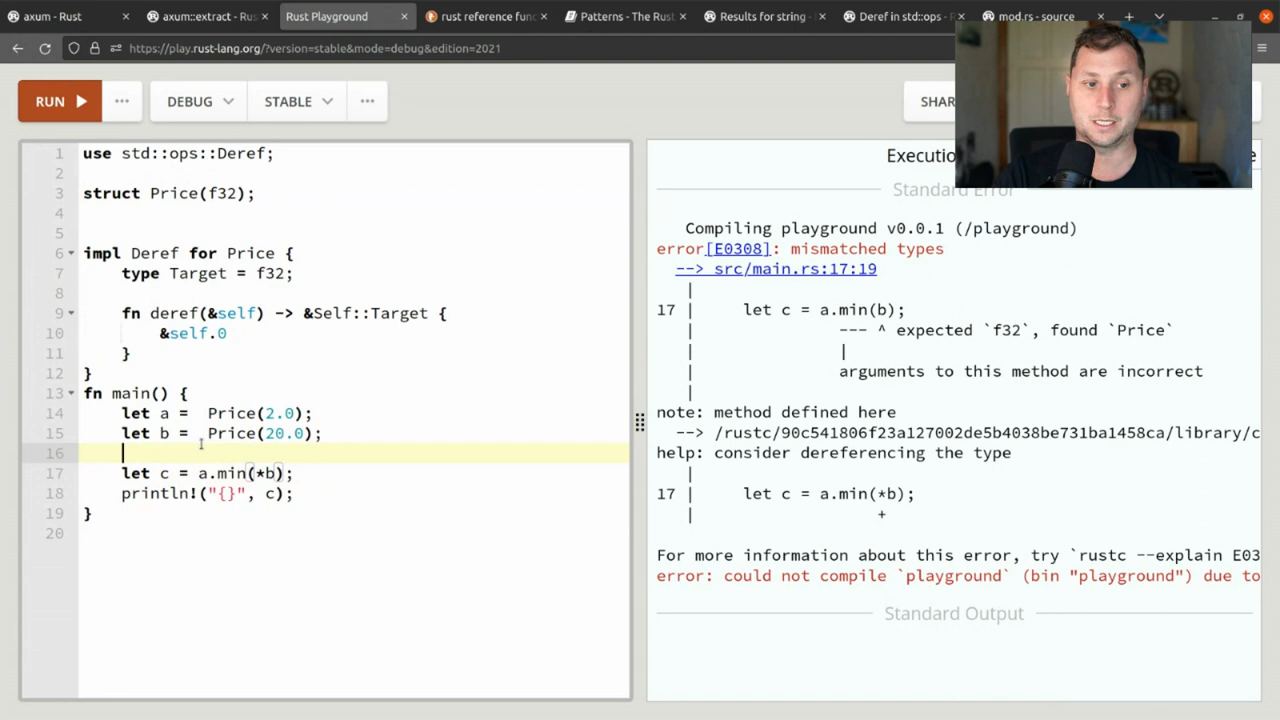 axum - Rust
axum::extract - Rus
Rust Playground
rust reference func
Patterns - The Rust
Results for string -
Deref in std::ops - R
mod.rs - source
https://play.rust-lang.org/?version=stable&mode=debug&edition=2021
RUN
DEBUG
STABLE
SHAR
1 use std::ops::Deref;
2
3 struct Price(f32);
4
5
6 impl Deref for Price {
7 type Target = f32;
8
9 fn deref(&self) -> &Self::Target {
10 &self.0
11 }
12 }
13 fn main() {
14 let a =  Price(2.0);
15 let b =  Price(20.0);
16
17 let c = a.min(*b);
18 println!("{}", c);
19 }
20
Executio
e
Standard Error
Compiling playground v0.0.1 (/playground)
error[E0308]: mismatched types
--> src/main.rs:17:19
|
17 | let c = a.min(b);
| --- ^ expected `f32`, found `Price`
| |
| arguments to this method are incorrect
|
note: method defined here
--> /rustc/90c541806f23a127002de5b4038be731ba1458ca/library/c
help: consider dereferencing the type
|
17 | let c = a.min(*b);
| +
For more information about this error, try `rustc --explain E03
error: could not compile `playground` (bin "playground") due to
Standard Output